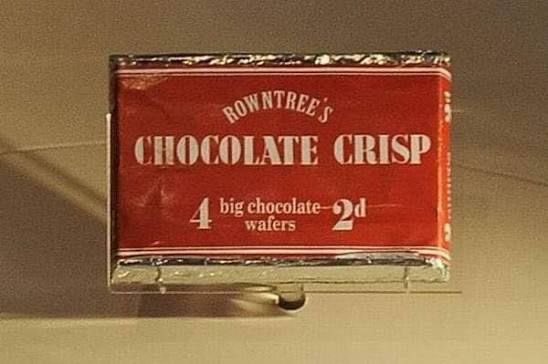 ROWNTREE'S
CHOCOLATE CRISP
4 big chocolate 2d
wafers